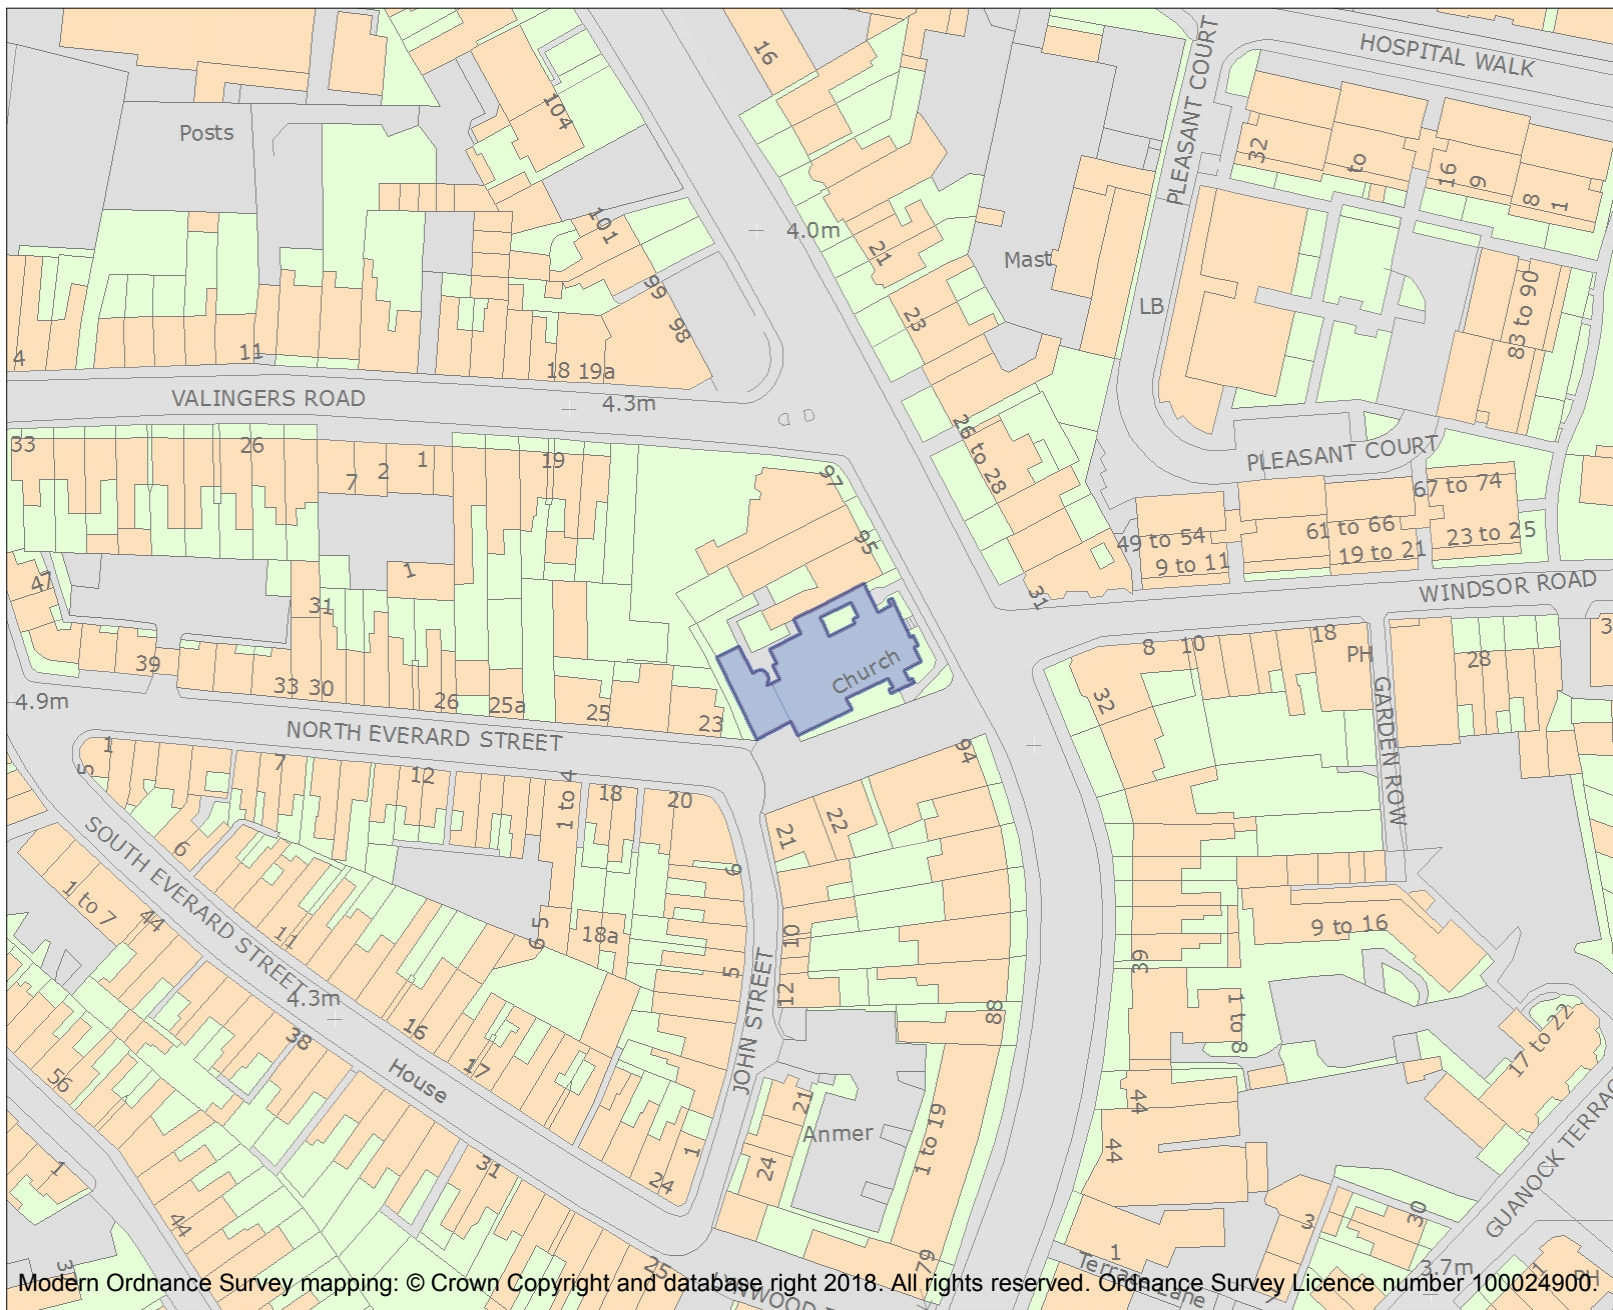 16
PLEASANT COURT
HOSPITAL WALK
104
Posts
32
to
16
9
8
1
101
4.0m
21
Mast
99
LB
23
83 to 90
98
4
11
18 19a
VALINGERS ROAD
4.3m
33
26
7
2
1
19
97
26 to 28
PLEASANT COURT
67 to 74
95
49 to 54
61 to 66
23 to 25
9 to 11
19 to 21
47
1
31
31
WINDSOR ROAD
8
10
18
PH
28
39
33 30
26
25a
25
23
Church
32
4.9m
NORTH EVERARD STREET
GARDEN ROW
94
1
5
7
12
1 to 4
18
20
21
22
SOUTH EVERARD STREET
6
9
1 to 7
44
11
6 5
18a
10
5
39
9 to 16
4.3m
12
88
1 to 8
17 to 22
16
38
17
House
JOHN STREET
56
21
Anmer
1 to 19
44
44
1
31
24
1
24
44
3
30
GUANOCK TERRAC
25
79
1
Terrace Lane
3.7m
PH
Modern Ordnance Survey mapping: © Crown Copyright and database right 2018. All rights reserved. Ordnance Survey Licence number 100024900.